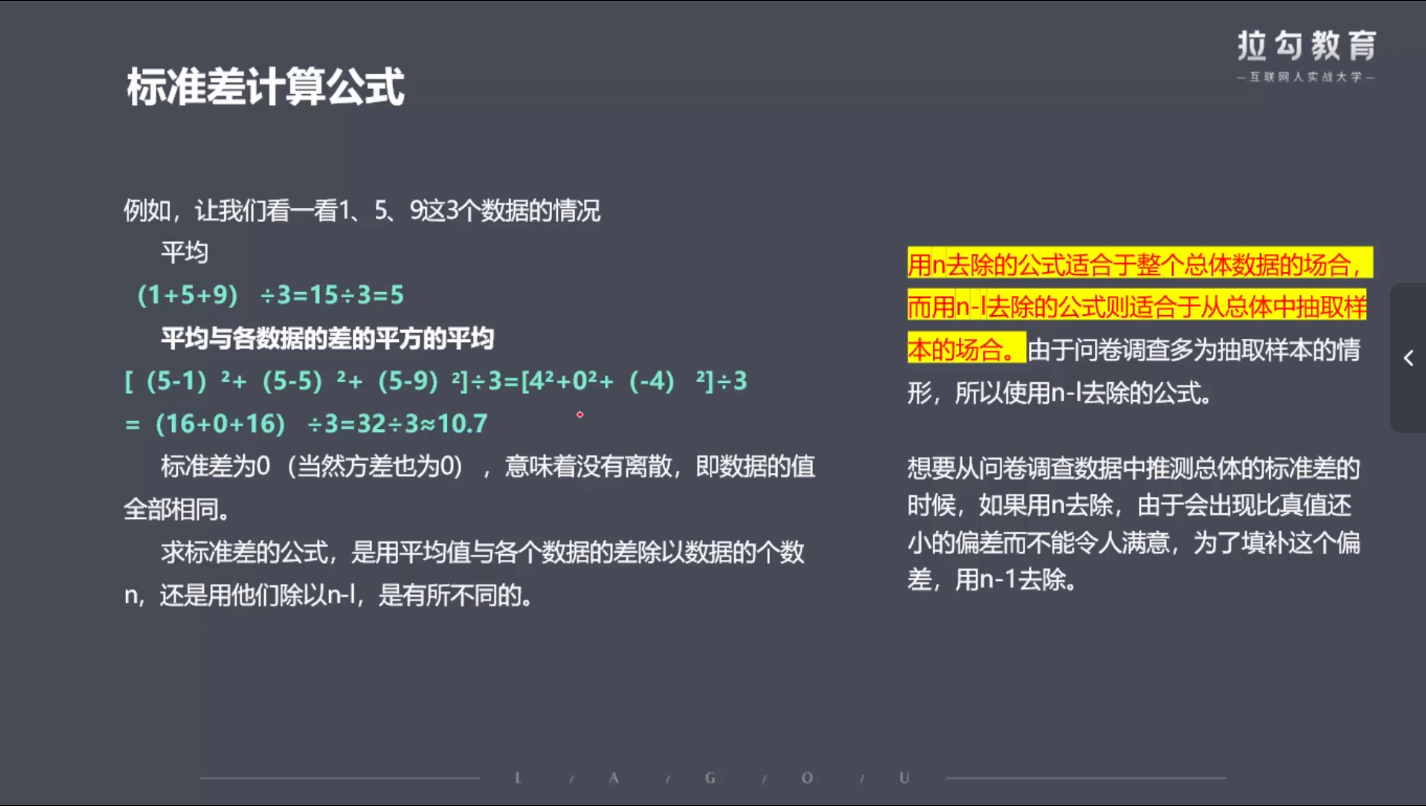 拉勾教育
—互联网人实战大学—
标准差计算公式
例如，让我们看一看1、5、9这3个数据的情况
平均
（1+5+9） ÷3=15÷3=5
平均与各数据的差的平方的平均
[（5-1）²+（5-5）²+（5-9）²]÷3=[4²+0²+（-4） ²]÷3
=（16+0+16） ÷3=32÷3≈10.7
标准差为0（当然方差也为0），意味着没有离散，即数据的值
全部相同。
求标准差的公式，是用平均值与各个数据的差除以数据的个数
n，还是用他们除以n-l，是有所不同的。
用n去除的公式适合于整个总体数据的场合，
而用n-l去除的公式则适合于从总体中抽取样
本的场合。由于问卷调查多为抽取样本的情
形，所以使用n-l去除的公式。
想要从问卷调查数据中推测总体的标准差的
时候，如果用n去除，由于会出现比真值还
小的偏差而不能令人满意，为了填补这个偏
差，用n-1去除。
L / A / G / O / U